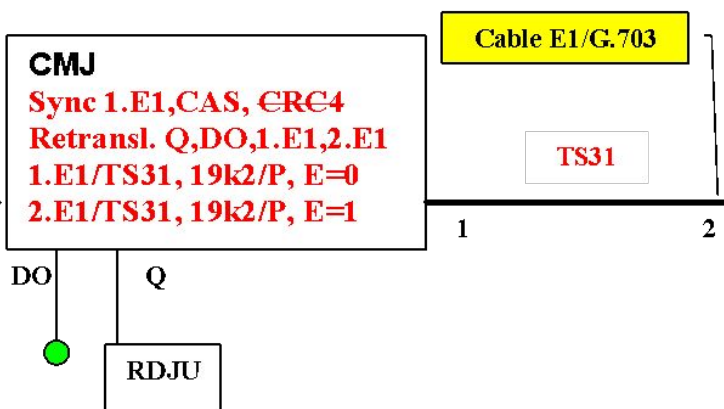 Cable E1/G.703
CMJ
Sync 1.E1,CAS, CRC4
Retransl. Q,DO,1.E1,2.E1
1.E1/TS31, 19k2/P, E=0
2.E1/TS31, 19k2/P, E=1
TS31
1
2
DO
Q
RDJU